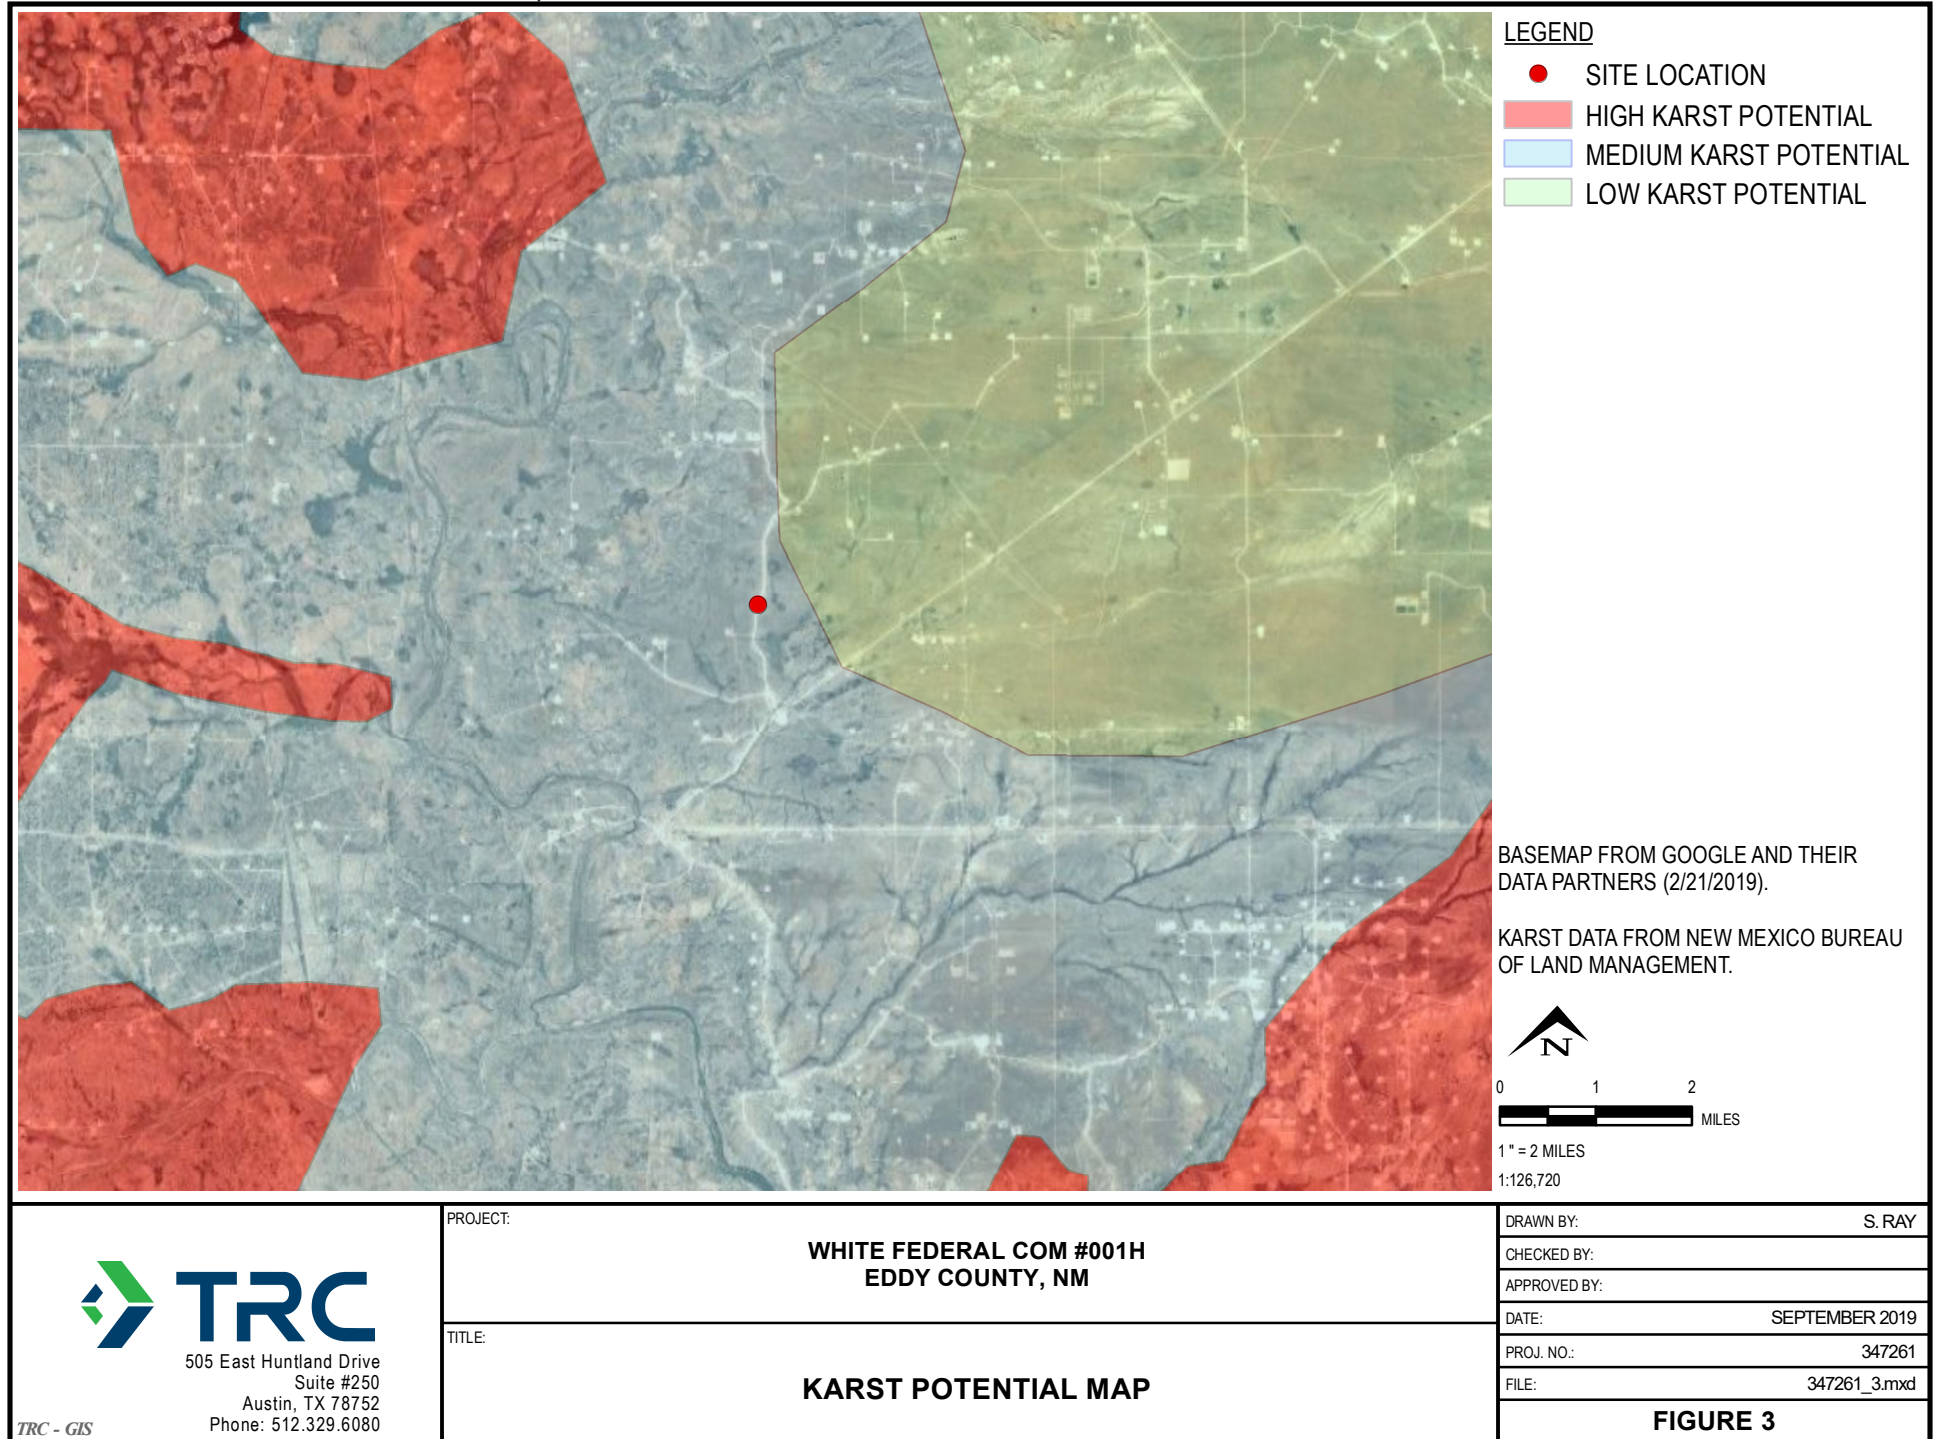 LEGEND
SITE LOCATION
HIGH KARST POTENTIAL
MEDIUM KARST POTENTIAL
LOW KARST POTENTIAL
BASEMAP FROM GOOGLE AND THEIR
DATA PARTNERS (2/21/2019).
KARST DATA FROM NEW MEXICO BUREAU
OF LAND MANAGEMENT.
N
0 1 2
MILES
1 " = 2 MILES
1:126,720
TRC
505 East Huntland Drive
Suite #250
Austin, TX 78752
Phone: 512.329.6080
TRC - GIS
PROJECT:
WHITE FEDERAL COM #001H
EDDY COUNTY, NM
TITLE:
KARST POTENTIAL MAP
DRAWN BY: S. RAY
CHECKED BY:
APPROVED BY:
DATE: SEPTEMBER 2019
PROJ. NO.: 347261
FILE: 347261_3.mxd
FIGURE 3